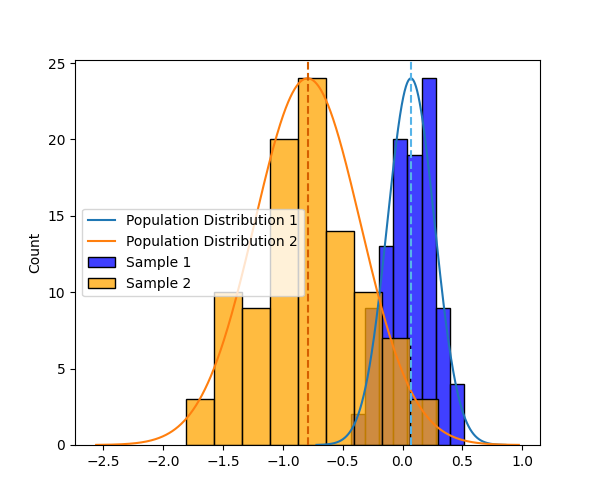 25
20
15
10
5
0
Count
Population Distribution 1
Population Distribution 2
Sample 1
Sample 2
−2.5 −2.0 −1.5 −1.0 −0.5 0.0 0.5 1.0